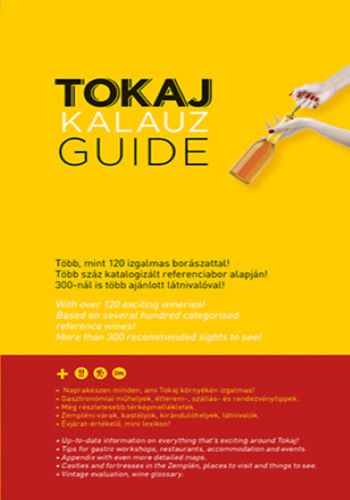 TOKAJ
KALAUZ
GUIDE
Több, mint 120 izgalmas borászattal!
Több száz katalogizált referenciabor alapján!
300-nál is több ajánlott látnivalóval!
With over 120 exciting wineries!
Based on several hundred categorised
reference wines!
More than 300 recommended sights to see!
+
→ Naprakészen minden, ami Tokaj környékén izgalmas!
→ Gasztronómiai műhelyek, étterem-, szállás- és rendezvénytippek.
→ Még részletesebb térképmellékletek.
→ Zempléni várak, kastélyok, kirándulóhelyek, látnivalók.
→ Évjárat-értékelő, mini lexikon!
→ Up-to-date information on everything that's exciting around Tokaj!
→ Tips for gastro workshops, restaurants, accommodation and events.
→ Appendix with even more detailed maps.
→ Castles and fortresses in the Zemplén, places to visit and things to see.
→ Vintage evaluation, wine glossary.